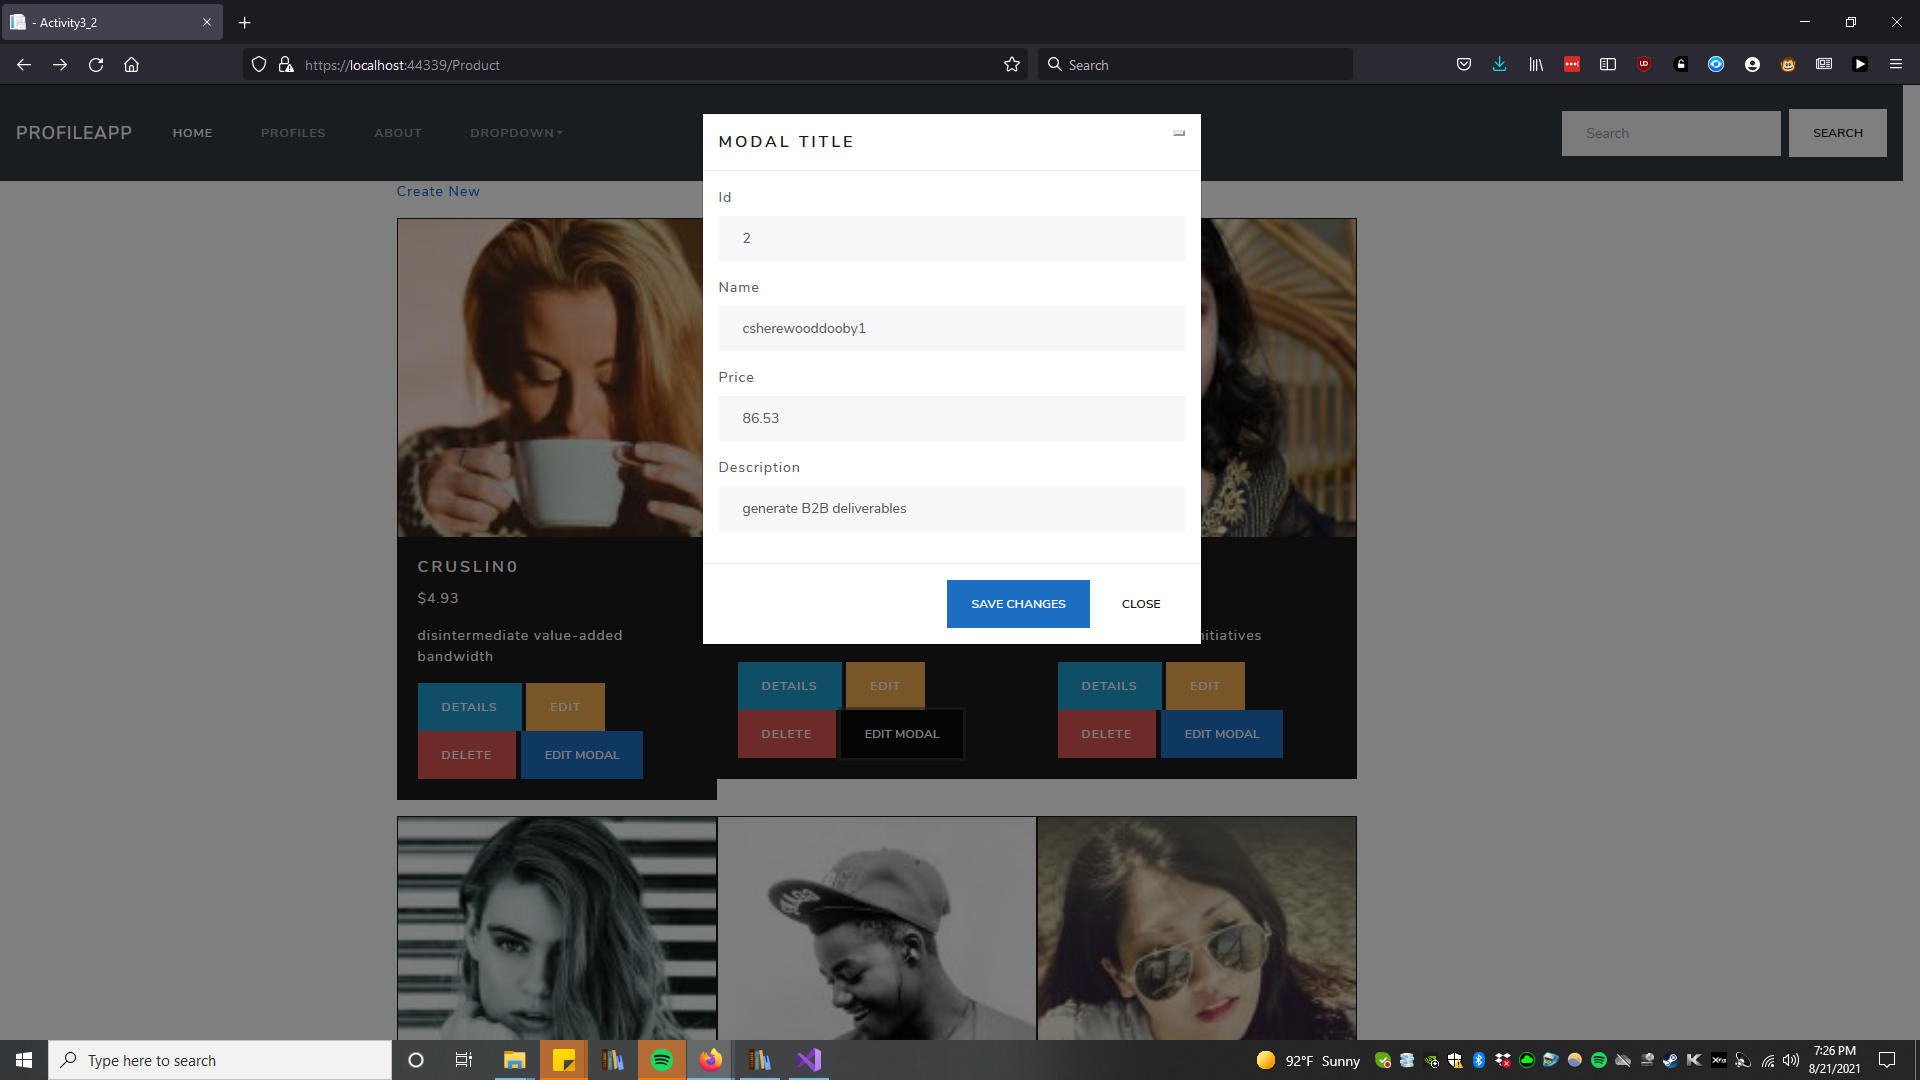 - Activity3_2
https://localhost:44339/Product
Search
PROFILEAPP
HOME
PROFILES
ABOUT
DROPDOWN
Search
SEARCH
Create New
MODAL TITLE
Id
2
Name
csherewooddooby1
Price
86.53
Description
generate B2B deliverables
SAVE CHANGES
CLOSE
CRUSLIN0
$4.93
disintermediate value-added
bandwidth
DETAILS
EDIT
DELETE
EDIT MODAL
DETAILS
EDIT
DELETE
EDIT MODAL
nitiatives
DETAILS
EDIT
DELETE
EDIT MODAL
Type here to search
92°F Sunny
7:26 PM
8/21/2021